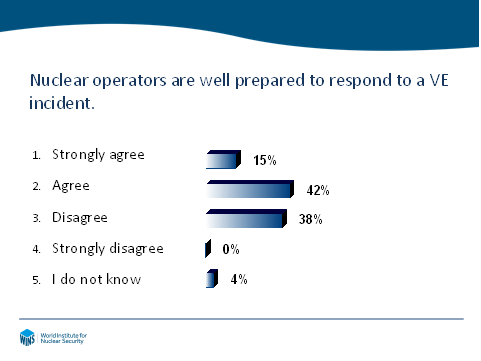 Nuclear operators are well prepared to respond to a VE
incident.
1. Strongly agree 15%
2. Agree 42%
3. Disagree 38%
4. Strongly disagree 0%
5. I do not know 4%
WINS World Institute for
Nuclear Security